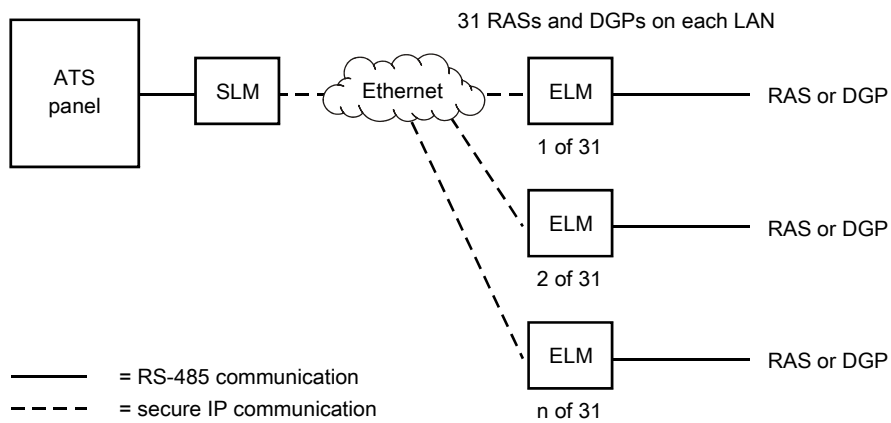 31 RASs and DGPs on each LAN
ATS
panel
SLM
Ethernet
ELM
RAS or DGP
1 of 31
ELM
RAS or DGP
2 of 31
ELM
RAS or DGP
n of 31
= RS-485 communication
= secure IP communication